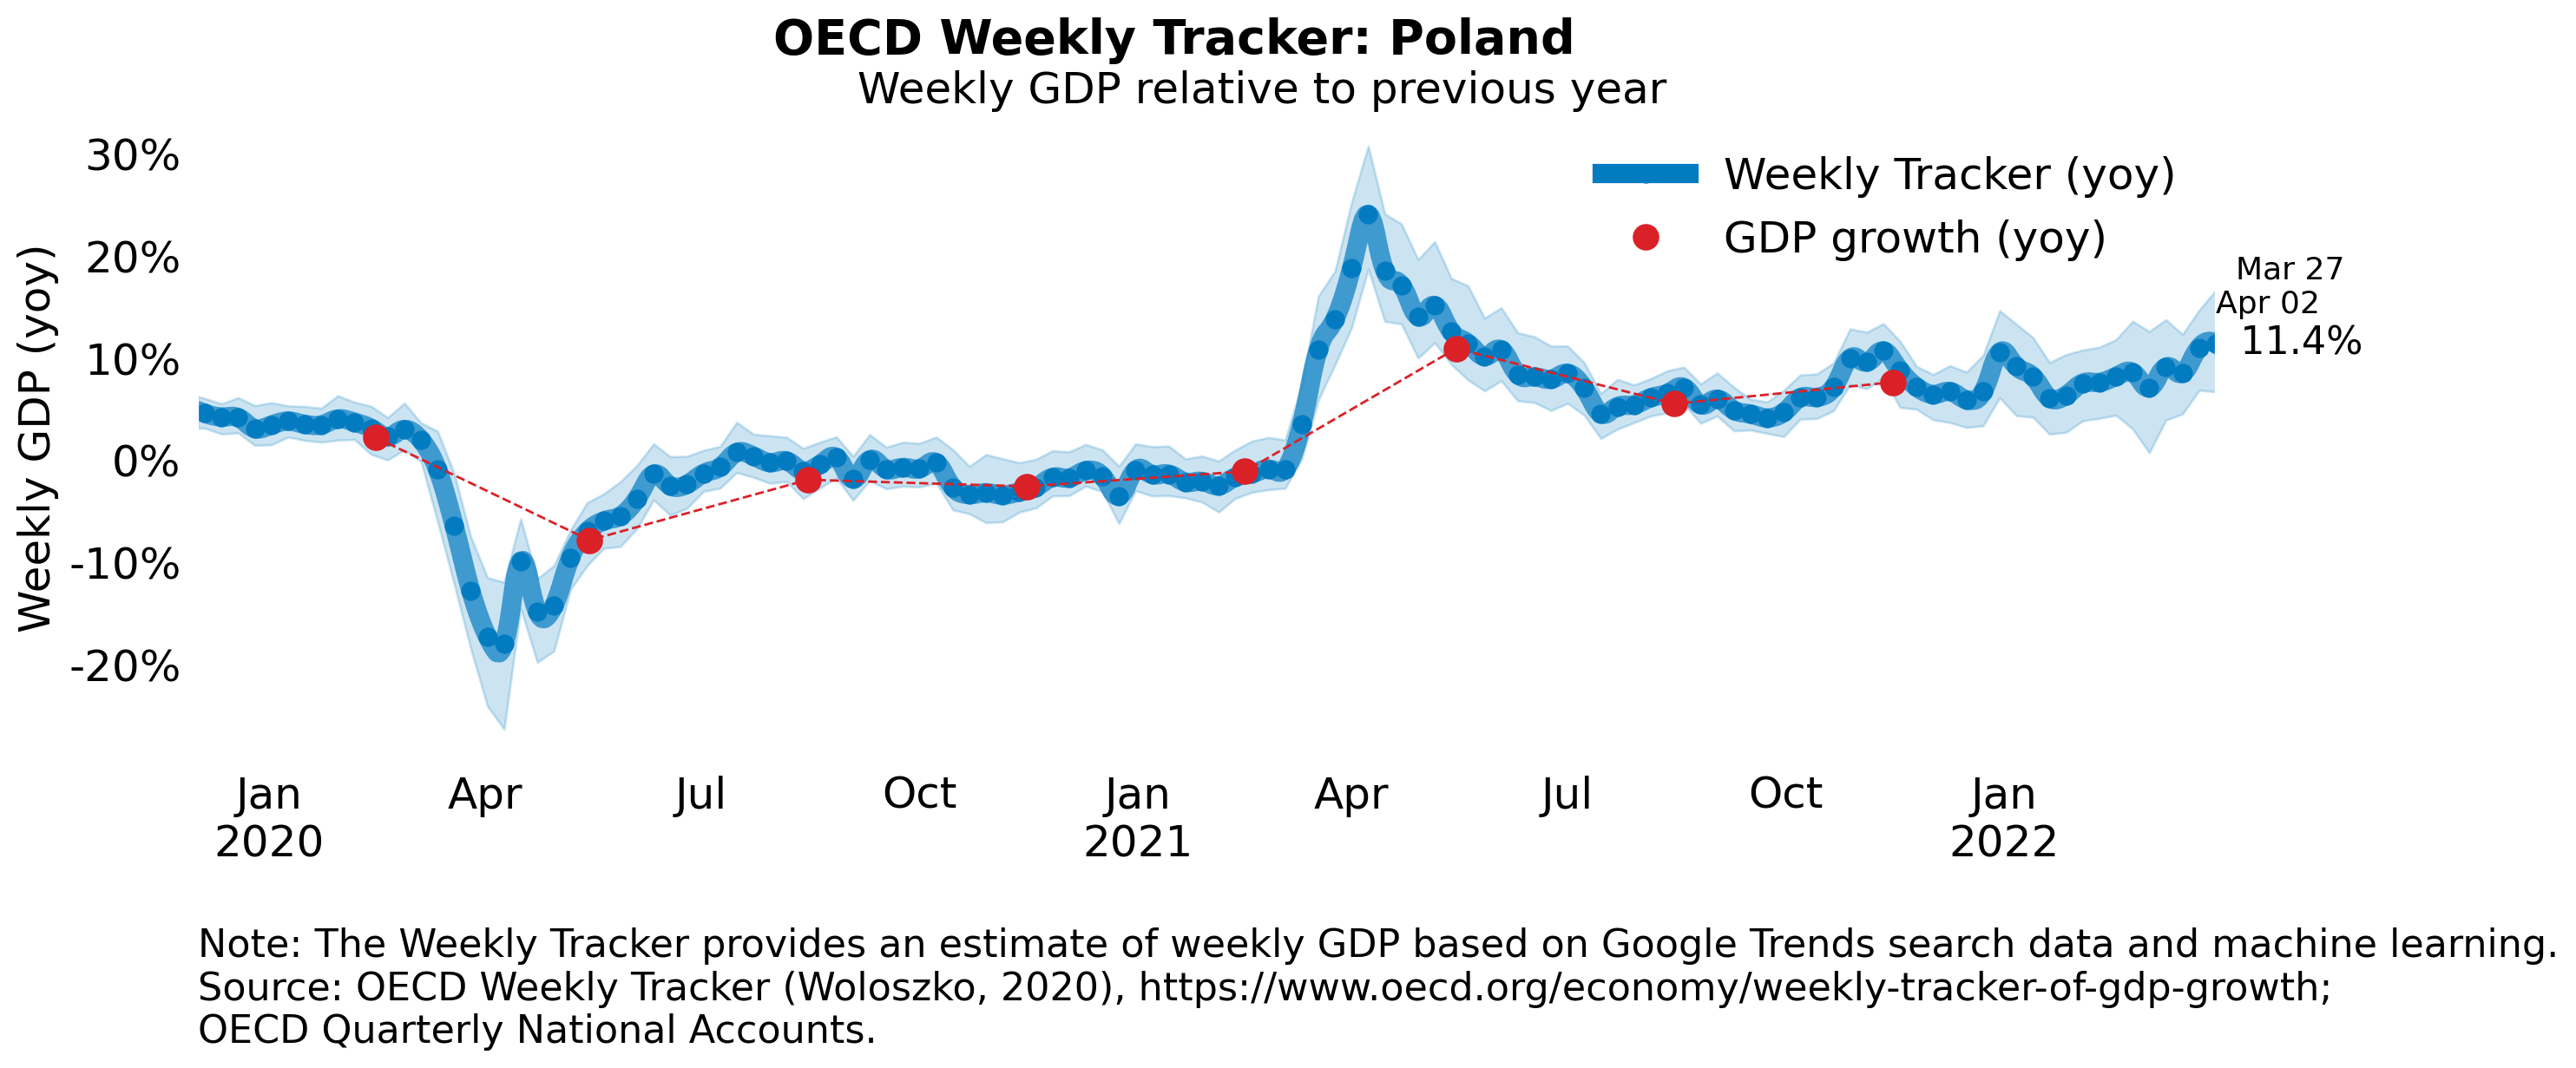 OECD Weekly Tracker: Poland
Weekly GDP relative to previous year
Weekly GDP (yoy)
30%
20%
10%
0%
-10%
-20%
Weekly Tracker (yoy)
GDP growth (yoy)
Mar 27
Apr 02
11.4%
Jan Apr Jul Oct Jan Apr Jul Oct Jan
2020 2021 2022
Note: The Weekly Tracker provides an estimate of weekly GDP based on Google Trends search data and machine learning.
Source: OECD Weekly Tracker (Woloszko, 2020), https://www.oecd.org/economy/weekly-tracker-of-gdp-growth;
OECD Quarterly National Accounts.